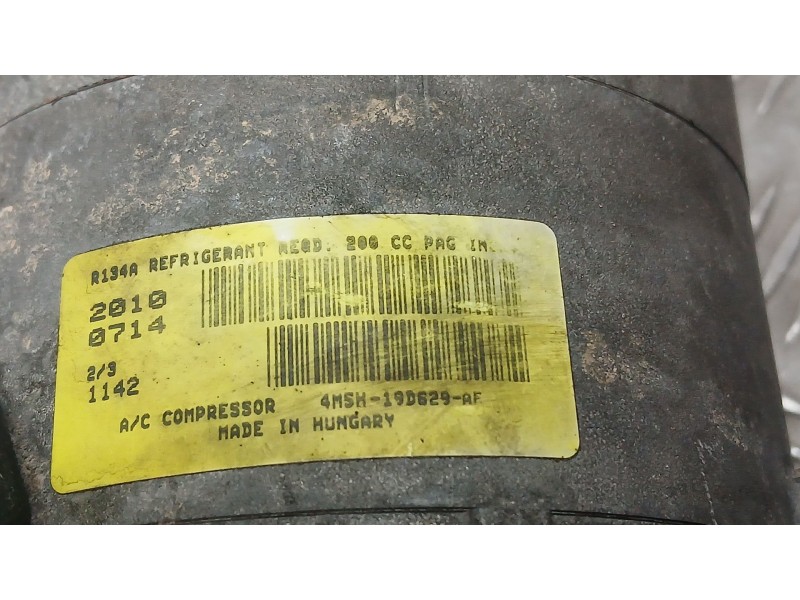 R134A REFRIGERANT REQD. 200 CC PAG
2010
0714
2/3
1142
A/C COMPRESSOR 4M5H-19D629-AF
MADE IN HUNGARY